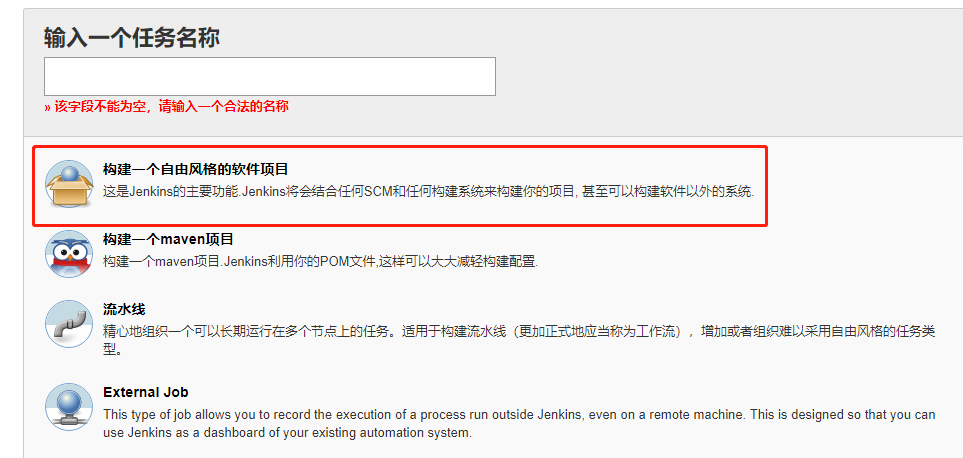 输入一个任务名称
» 该字段不能为空，请输入一个合法的名称
构建一个自由风格的软件项目
这是Jenkins的主要功能.Jenkins将会结合任何SCM和任何构建系统来构建你的项目, 甚至可以构建软件以外的系统.
构建一个maven项目
构建一个maven项目.Jenkins利用你的POM文件,这样可以大大减轻构建配置.
流水线
精心地组织一个可以长期运行在多个节点上的任务。适用于构建流水线（更加正式地应当称为工作流），增加或者组织难以采用自由风格的任务类
型。
External Job
This type of job allows you to record the execution of a process run outside Jenkins, even on a remote machine. This is designed so that you can
use Jenkins as a dashboard of your existing automation system.